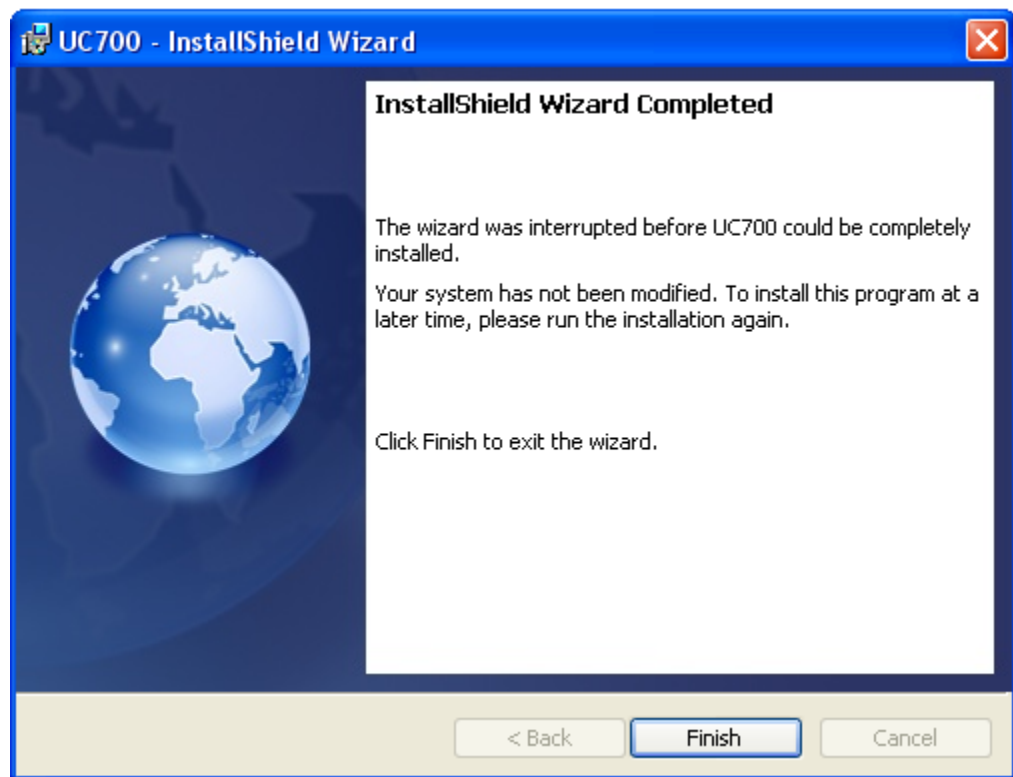 UC700 - InstallShield Wizard
InstallShield Wizard Completed
The wizard was interrupted before UC700 could be completely
installed.
Your system has not been modified. To install this program at a
later time, please run the installation again.
Click Finish to exit the wizard.
< Back
Finish
Cancel